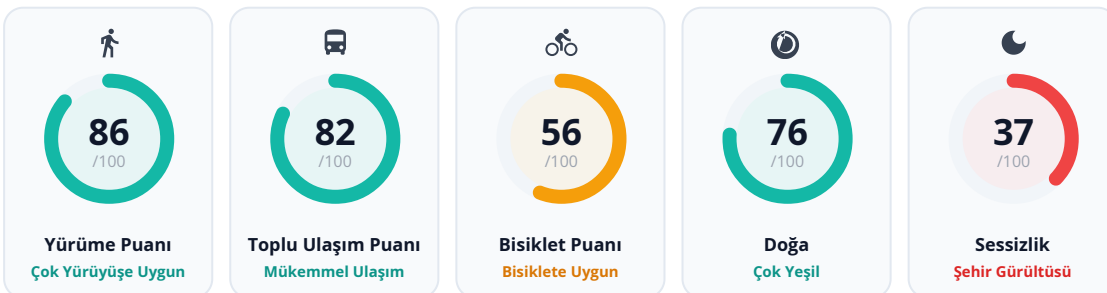 86
/100
Yürüme Puanı
Çok Yürüyüşe Uygun
82
/100
Toplu Ulaşım Puanı
Mükemmel Ulaşım
56
/100
Bisiklet Puanı
Bisiklete Uygun
76
/100
Doğa
Çok Yeşil
37
/100
Sessizlik
Şehir Gürültüsü